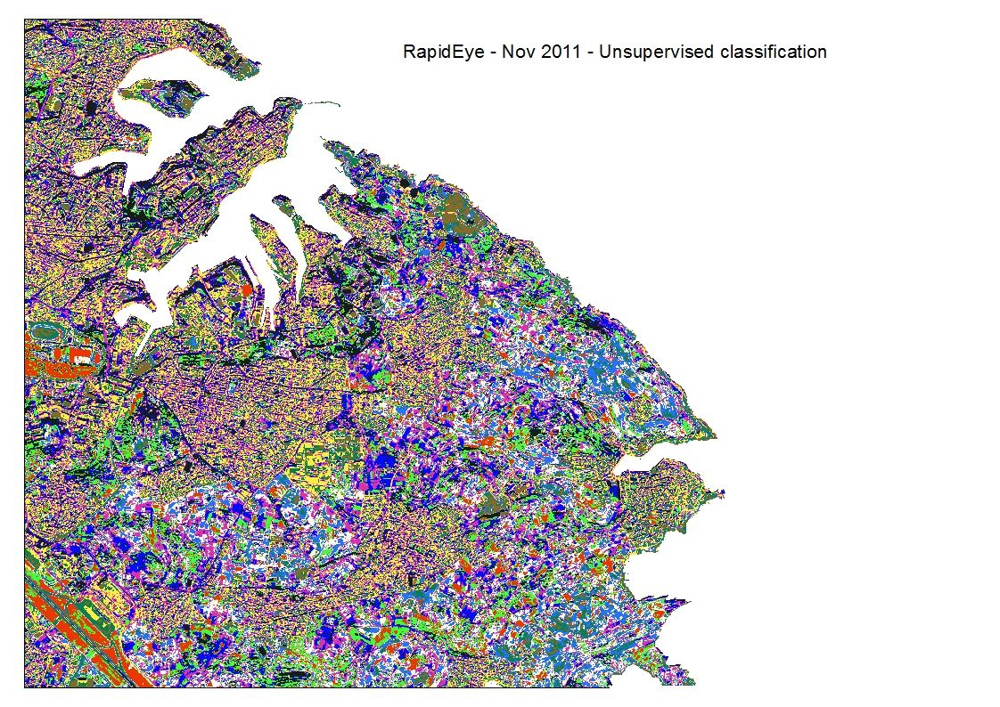 RapidEye - Nov 2011 - Unsupervised classification